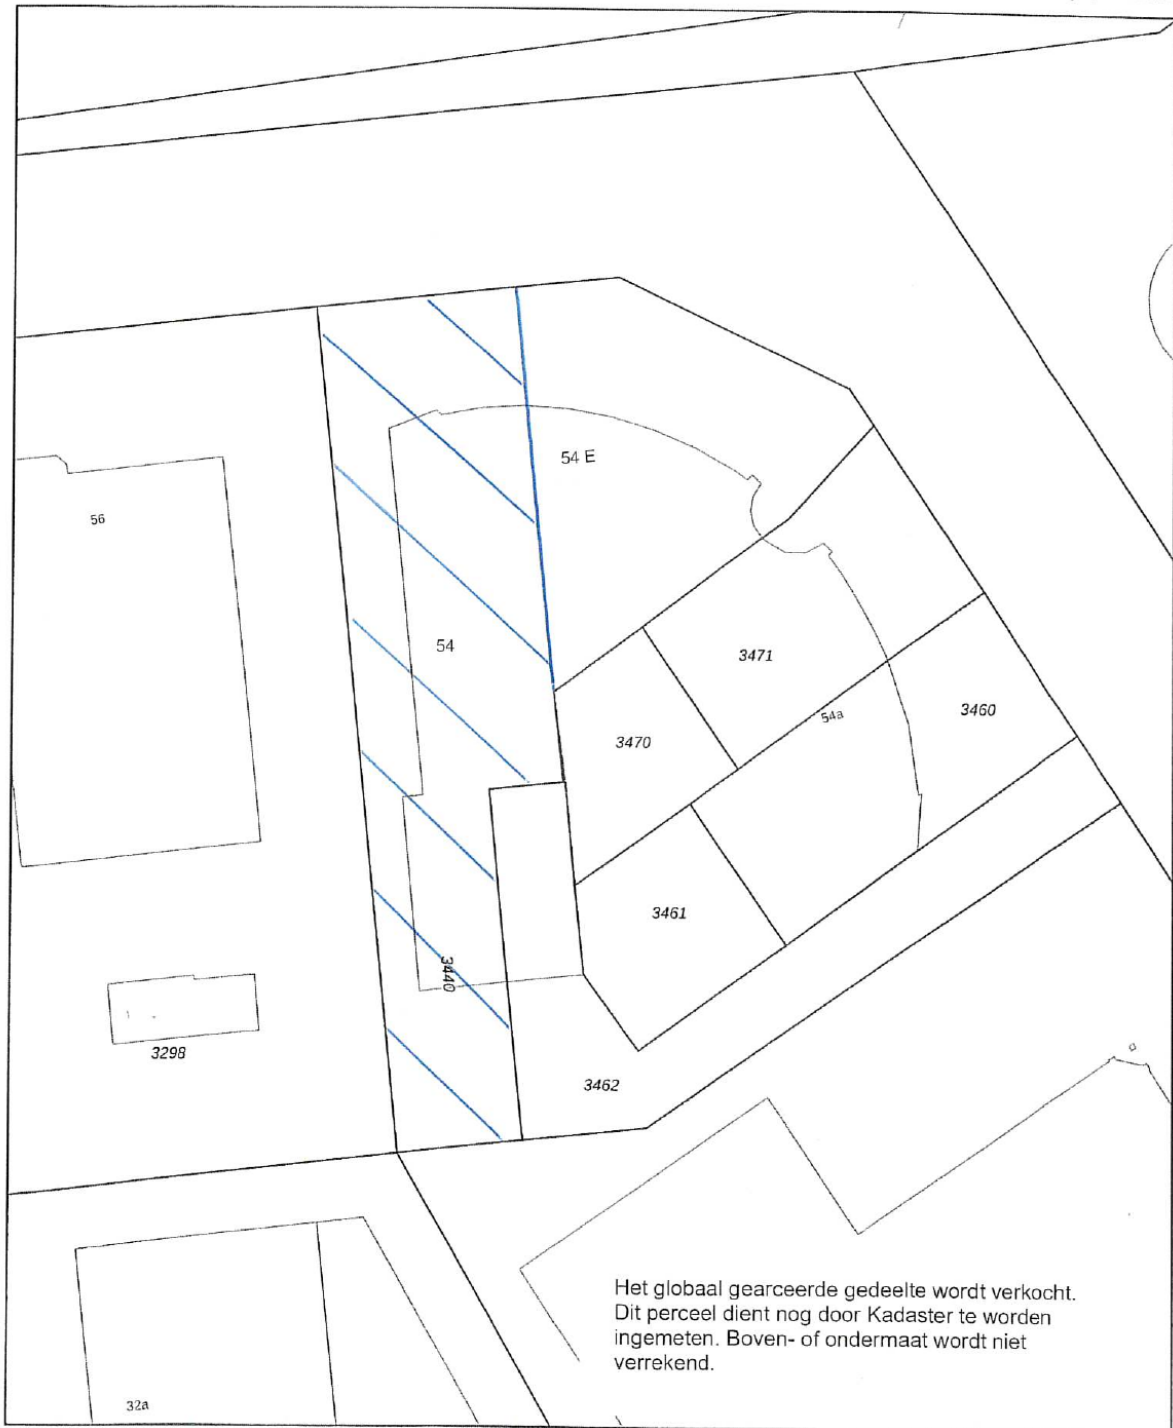 54 E
56
54
3471
54a
3460
3470
3461
3440
3298
3462
Het globaal gearceerde gedeelte wordt verkocht.
Dit perceel dient nog door Kadaster te worden
ingemeten. Boven- of ondermaat wordt niet
verrekend.
32a